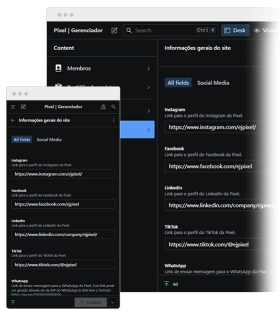 Pixel | Gerenciador
Search
Ctrl K
Desk
Content
Membros
Informações gerais do site
All fields
Social Media
Instagram
Link para o perfil do Instagram da Pixel.
https://www.instagram.com/ejpixel/
Facebook
Link para o perfil do Facebook da Pixel.
https://www.facebook.com/ejpixel
LinkedIn
Link para o perfil do LinkedIn da Pixel.
https://www.linkedin.com/company/ejpixel/
TikTok
Link para o perfil do TikTok da Pixel.
https://www.tiktok.com/@ejpixel
WhatsApp
Link de enviar mensagem para o WhatsApp da
4d
Pixel | Gerenciador
Informações gerais do site
All fields
Social Media
Instagram
Link para o perfil do Instagram da Pixel.
https://www.instagram.com/ejpixel/
Facebook
Link para o perfil do Facebook da Pixel.
https://www.facebook.com/ejpixel
LinkedIn
Link para o perfil do LinkedIn da Pixel.
https://www.linkedin.com/company/ejpixel/
TikTok
Link para o perfil do TikTok da Pixel.
https://www.tiktok.com/@ejpixel
WhatsApp
Link de enviar mensagem para o WhatsApp da Pixel. Esse link pode
Publish